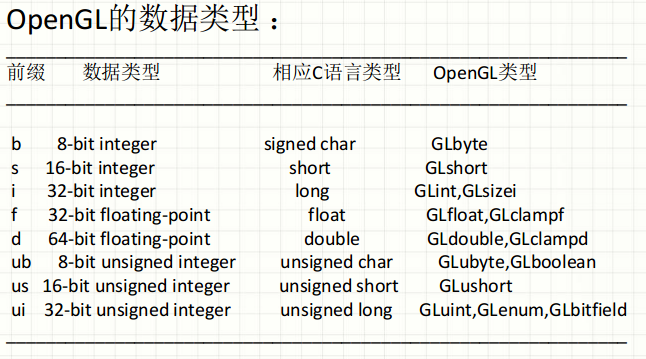 OpenGL的数据类型：
前缀 数据类型 相应C语言类型 OpenGL类型
b 8-bit integer signed char GLbyte
s 16-bit integer short GLshort
i 32-bit integer long GLint,GLsizei
f 32-bit floating-point float GLfloat,GLclampf
d 64-bit floating-point double GLdouble,GLclampd
ub 8-bit unsigned integer unsigned char GLubyte,GLboolean
us 16-bit unsigned integer unsigned short GLushort
ui 32-bit unsigned integer unsigned long GLuint,GLenum,GLbitfield